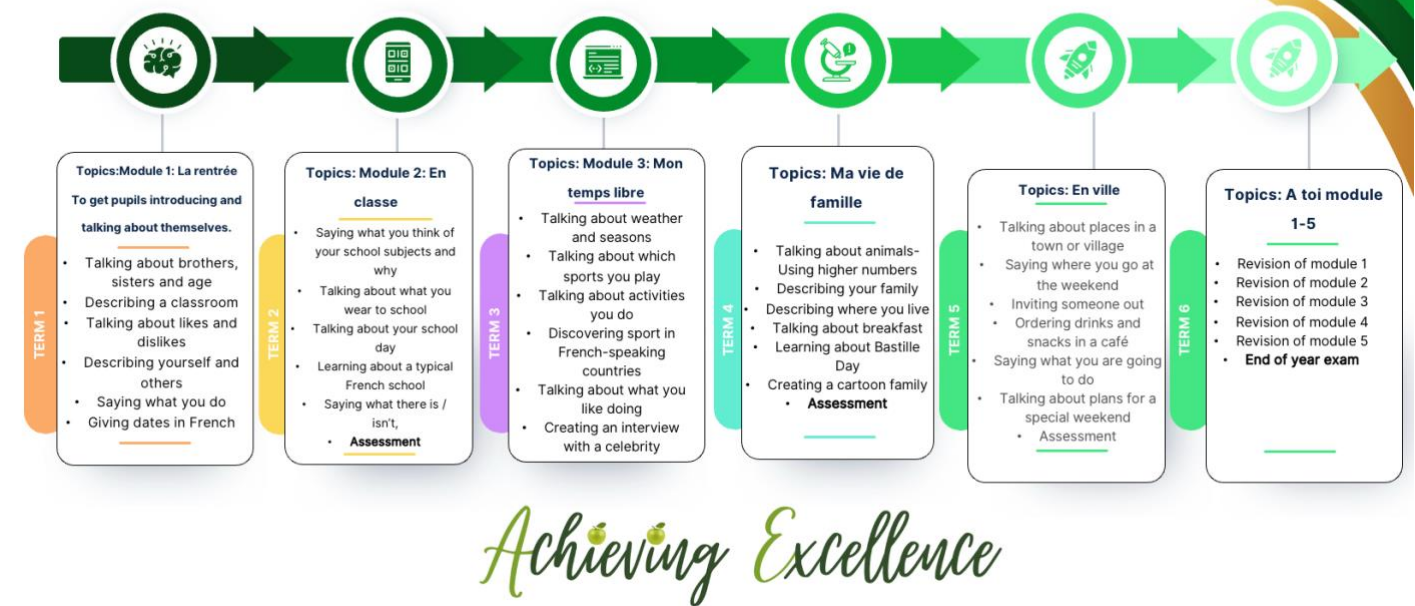 TERM 1
Topics:Module 1: La rentrée
To get pupils introducing and
talking about themselves.
• Talking about brothers,
sisters and age
• Describing a classroom
• Talking about likes and
dislikes
• Describing yourself and
others
• Saying what you do
• Giving dates in French
TERM 2
Topics: Module 2: En
classe
• Saying what you think of
your school subjects and
why
• Talking about what you
wear to school
• Talking about your school
day
• Learning about a typical
French school
• Saying what there is /
isn't,
• Assessment
TERM 3
Topics: Module 3: Mon
temps libre
• Talking about weather
and seasons
• Talking about which
sports you play
• Talking about activities
you do
• Discovering sport in
French-speaking
countries
• Talking about what you
like doing
• Creating an interview
with a celebrity
TERM 4
Topics: Ma vie de
famille
• Talking about animals-
Using higher numbers
• Describing your family
• Describing where you live
• Talking about breakfast
• Learning about Bastille
Day
• Creating a cartoon family
• Assessment
TERM 5
Topics: En ville
• Talking about places in a
town or village
• Saying where you go at
the weekend
• Inviting someone out
• Ordering drinks and
snacks in a café
• Saying what you are going
to do
• Talking about plans for a
special weekend
• Assessment
TERM 6
Topics: A toi module
1-5
• Revision of module 1
• Revision of module 2
• Revision of module 3
• Revision of module 4
• Revision of module 5
• End of year exam
Achieving Excellence